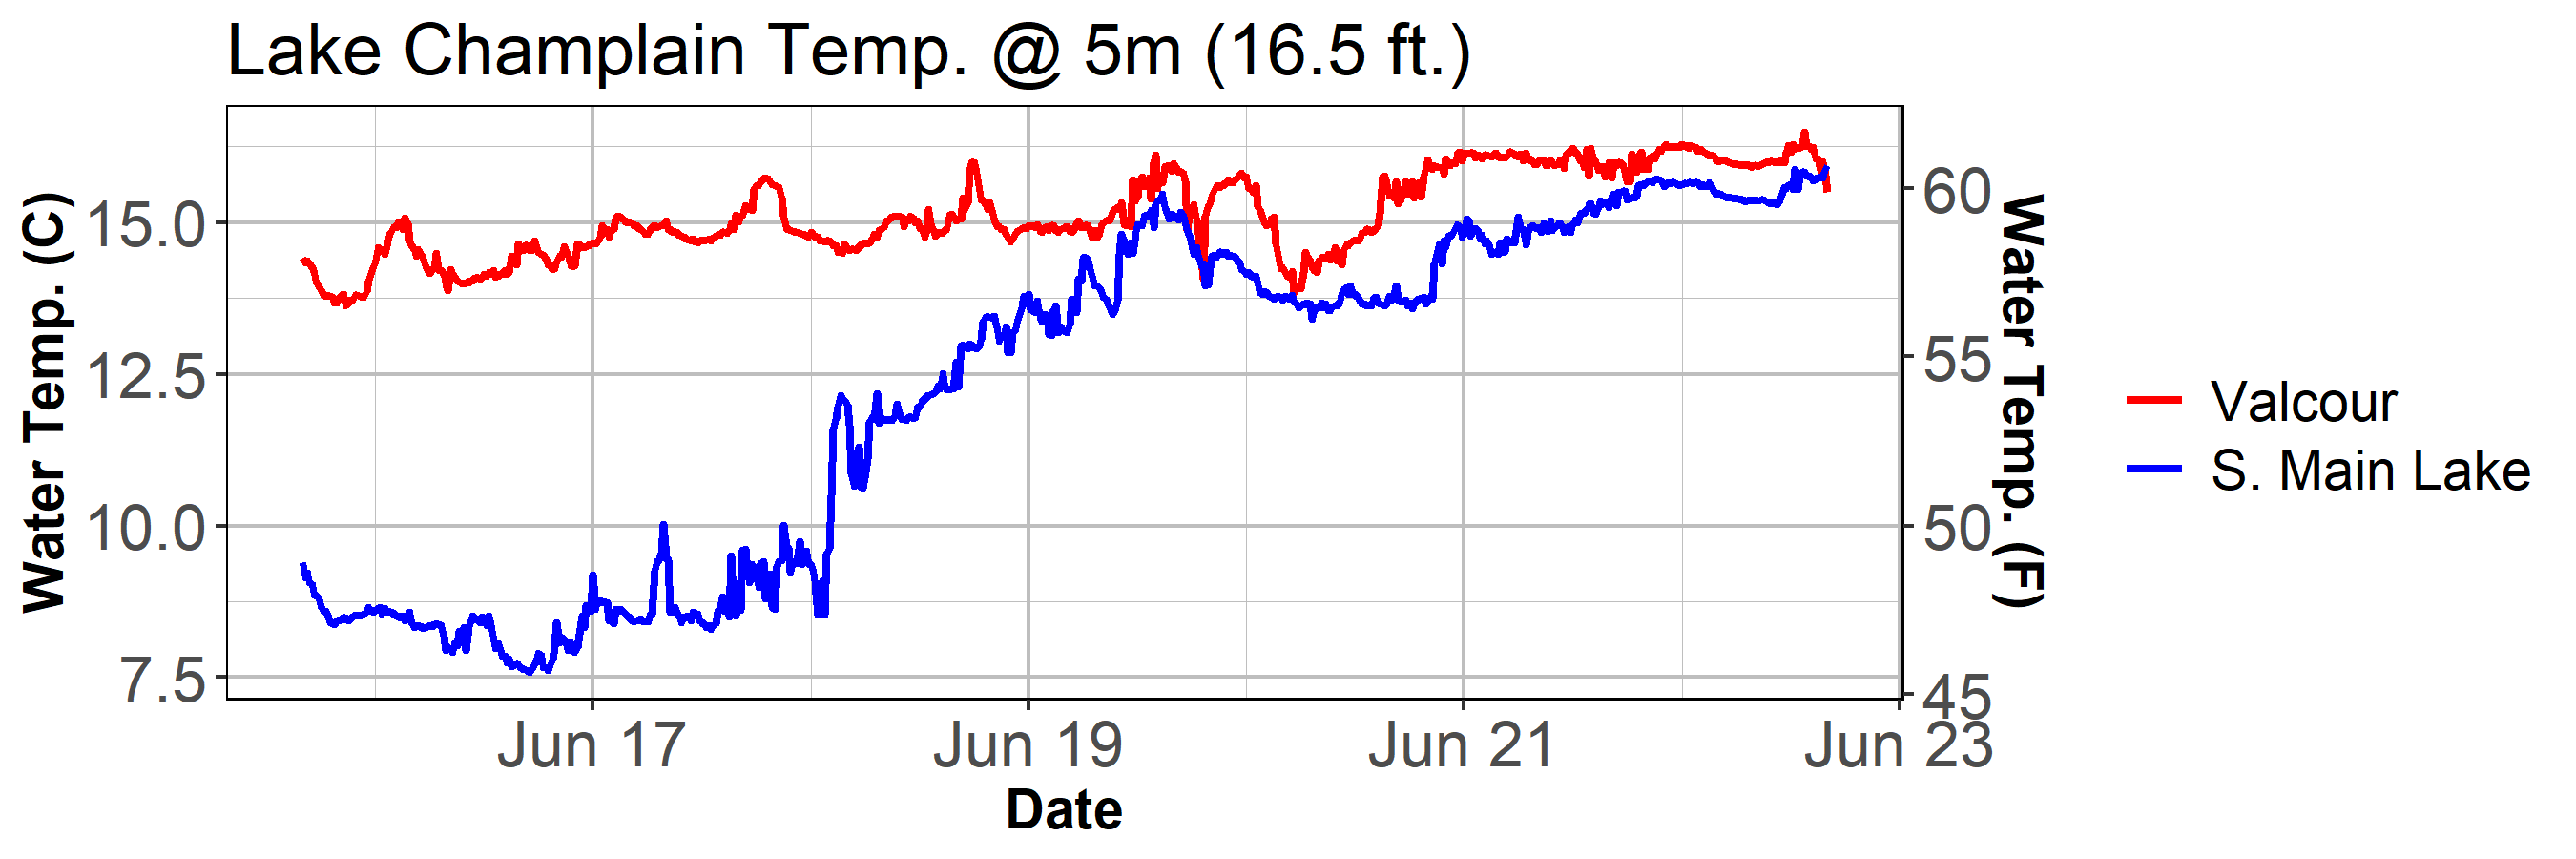 Lake Champlain Temp. @ 5m (16.5 ft.)
Water Temp. (C)
15.0
12.5
10.0
7.5
60
55
50
45
Water Temp. (F)
Jun 17
Jun 19
Jun 21
Jun 23
Date
Valcour
S. Main Lake